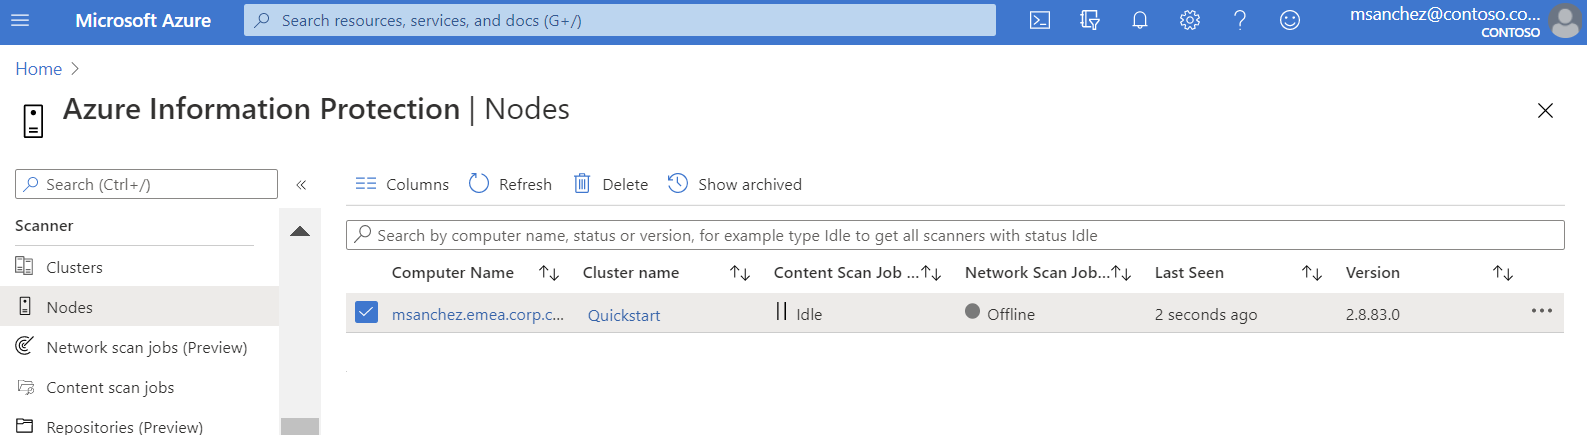 Microsoft Azure
Search resources, services, and docs (G+/)
msanchez@contoso.co...
CONTOSO
Home
Azure Information Protection | Nodes
Search (Ctrl+/)
«
Columns
Refresh
Delete
Show archived
Scanner
Clusters
Nodes
Network scan jobs (Preview)
Content scan jobs
Repositories (Preview)
Search by computer name, status or version, for example type Idle to get all scanners with status Idle
Computer Name Cluster name Content Scan Job ... Network Scan Job... Last Seen Version
msanchez.emea.corp.c... Quickstart Idle Offline 2 seconds ago 2.8.83.0